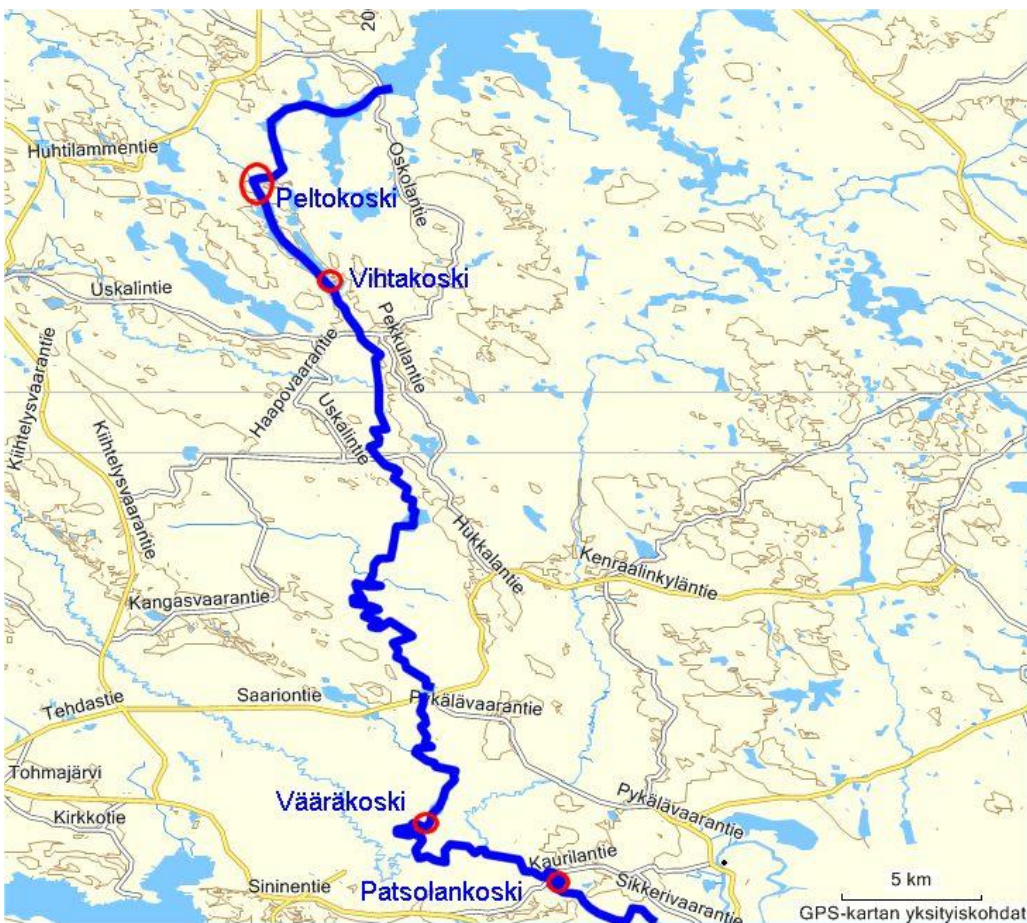 200
Huhtilammentie
Oskolantie
Peltokoski
Vihtakoski
Uskalintie
Pekkulantie
Haapovaarantie
Kiihtelysvaarantie
Uskalintie
Kiihtelysvaarantie
Hukkalantie
Kenraalinkyläntie
Kangasvaarantie
Saariontie
Pykälävaarantie
Tehdastie
Tohmajärvi
Kirkkotie
Vääräkoski
Pykälävaarantie
Kaurilantie
Patsolankoski
Sininentie
Sikkerivaarantie
5 km
GPS-kartan yksityiskohdat